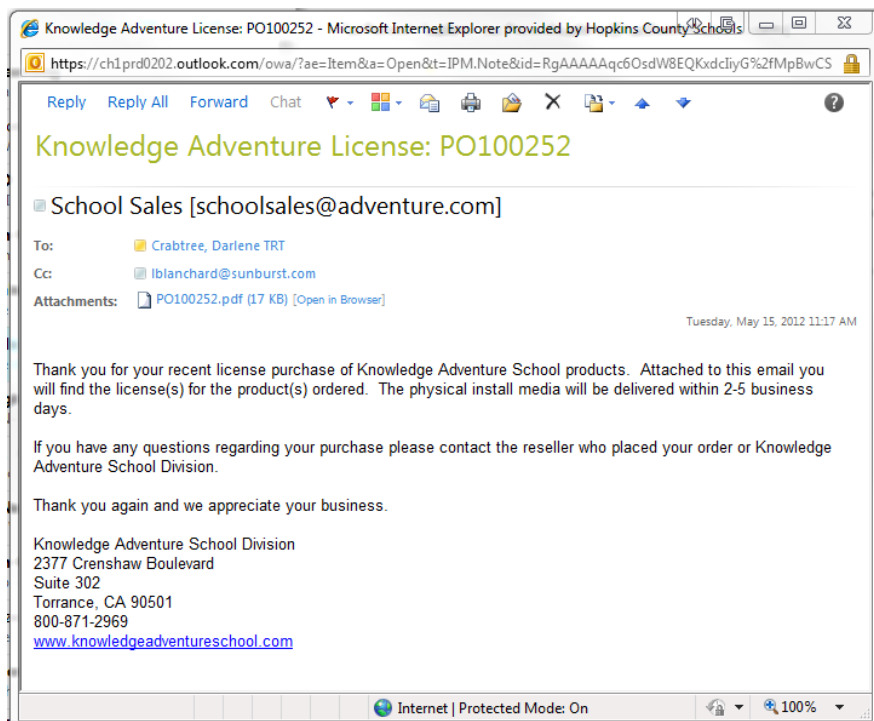 Knowledge Adventure License: PO100252 - Microsoft Internet Explorer provided by Hopkins County Schools
https://ch1prd0202.outlook.com/owa/?ae=Item&a=Open&t=IPM.Note&id=RgAAAAAqc6OsdW8EQKxdcIiyG%2fMpBwCS
Reply Reply All Forward Chat
Knowledge Adventure License: PO100252
School Sales [schoolsales@adventure.com]
To: Crabtree, Darlene TRT
Cc: lblanchard@sunburst.com
Attachments: PO100252.pdf (17 KB) [Open in Browser]
Tuesday, May 15, 2012 11:17 AM
Thank you for your recent license purchase of Knowledge Adventure School products. Attached to this email you
will find the license(s) for the product(s) ordered. The physical install media will be delivered within 2-5 business
days.
If you have any questions regarding your purchase please contact the reseller who placed your order or Knowledge
Adventure School Division.
Thank you again and we appreciate your business.
Knowledge Adventure School Division
2377 Crenshaw Boulevard
Suite 302
Torrance, CA 90501
800-871-2969
www.knowledgeadventureschool.com
Internet | Protected Mode: On 100%